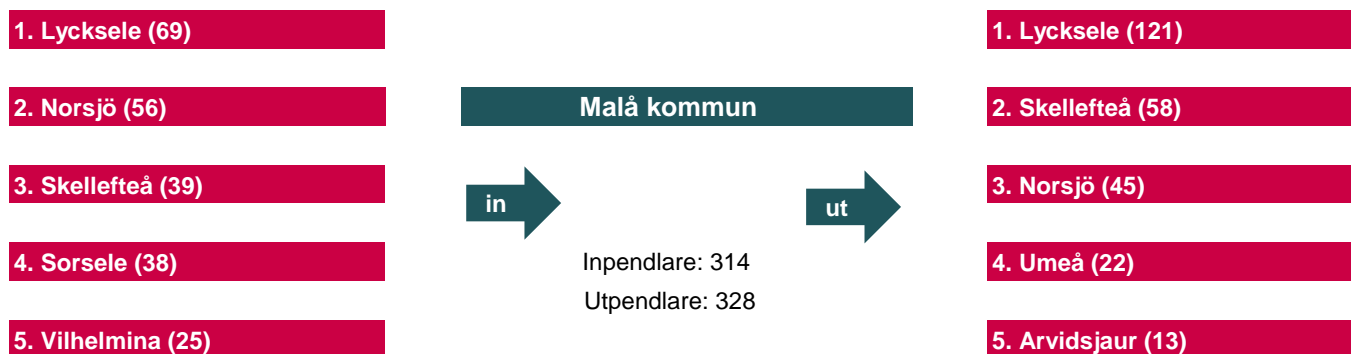 1. Lycksele (69)
2. Norsjö (56)
3. Skellefteå (39)
4. Sorsele (38)
5. Vilhelmina (25)
Malå kommun
in
ut
Inpendlare: 314
Utpendlare: 328
1. Lycksele (121)
2. Skellefteå (58)
3. Norsjö (45)
4. Umeå (22)
5. Arvidsjaur (13)